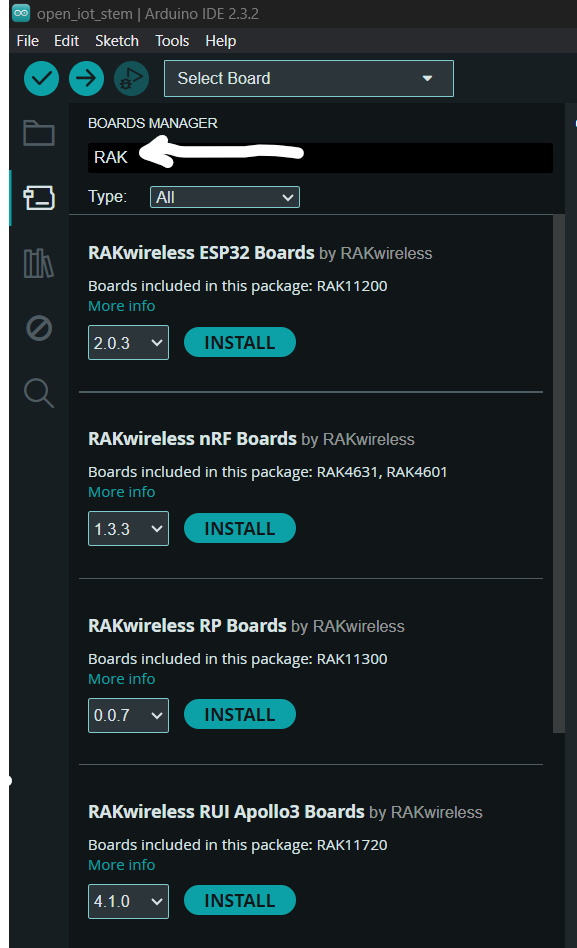 open_iot_stem | Arduino IDE 2.3.2
File Edit Sketch Tools Help
Select Board
BOARDS MANAGER
RAK
Type: All
RAKwireless ESP32 Boards by RAKwireless
Boards included in this package: RAK11200
More info
2.0.3 INSTALL
RAKwireless nRF Boards by RAKwireless
Boards included in this package: RAK4631, RAK4601
More info
1.3.3 INSTALL
RAKwireless RP Boards by RAKwireless
Boards included in this package: RAK11300
More info
0.0.7 INSTALL
RAKwireless RUI Apollo3 Boards by RAKwireless
Boards included in this package: RAK11720
More info
4.1.0 INSTALL